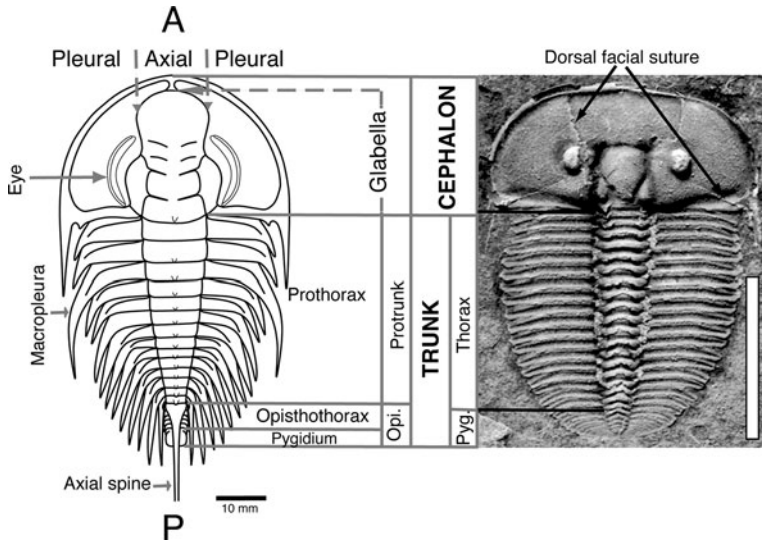 A
Pleural
Axial
Pleural
Dorsal facial suture
Eye
Glabella
CEPHALON
Macropleura
Prothorax
Protrunk
TRUNK
Thorax
Opisthothorax
Opi.
Pyg.
Pygidium
Axial spine
10 mm
P